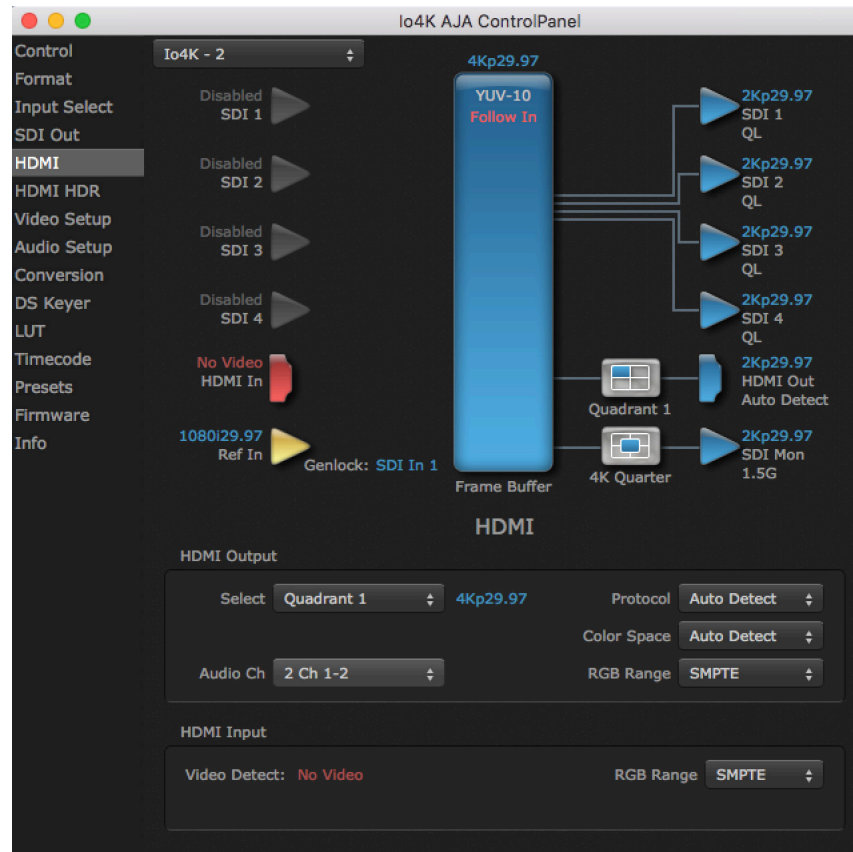 Io4K AJA ControlPanel
Control
Format
Input Select
SDI Out
HDMI
HDMI HDR
Video Setup
Audio Setup
Conversion
DS Keyer
LUT
Timecode
Presets
Firmware
Info
Io4K - 2
Disabled
SDI 1
Disabled
SDI 2
Disabled
SDI 3
Disabled
SDI 4
No Video
HDMI In
1080i29.97
Ref In
Genlock: SDI In 1
4Kp29.97
YUV-10
Follow In
Frame Buffer
2Kp29.97
SDI 1
QL
2Kp29.97
SDI 2
QL
2Kp29.97
SDI 3
QL
2Kp29.97
SDI 4
QL
Quadrant 1
2Kp29.97
HDMI Out
Auto Detect
4K Quarter
2Kp29.97
SDI Mon
1.5G
HDMI
HDMI Output
Select Quadrant 1 4Kp29.97 Protocol Auto Detect
Color Space Auto Detect
Audio Ch 2 Ch 1-2 RGB Range SMPTE
HDMI Input
Video Detect: No Video RGB Range SMPTE